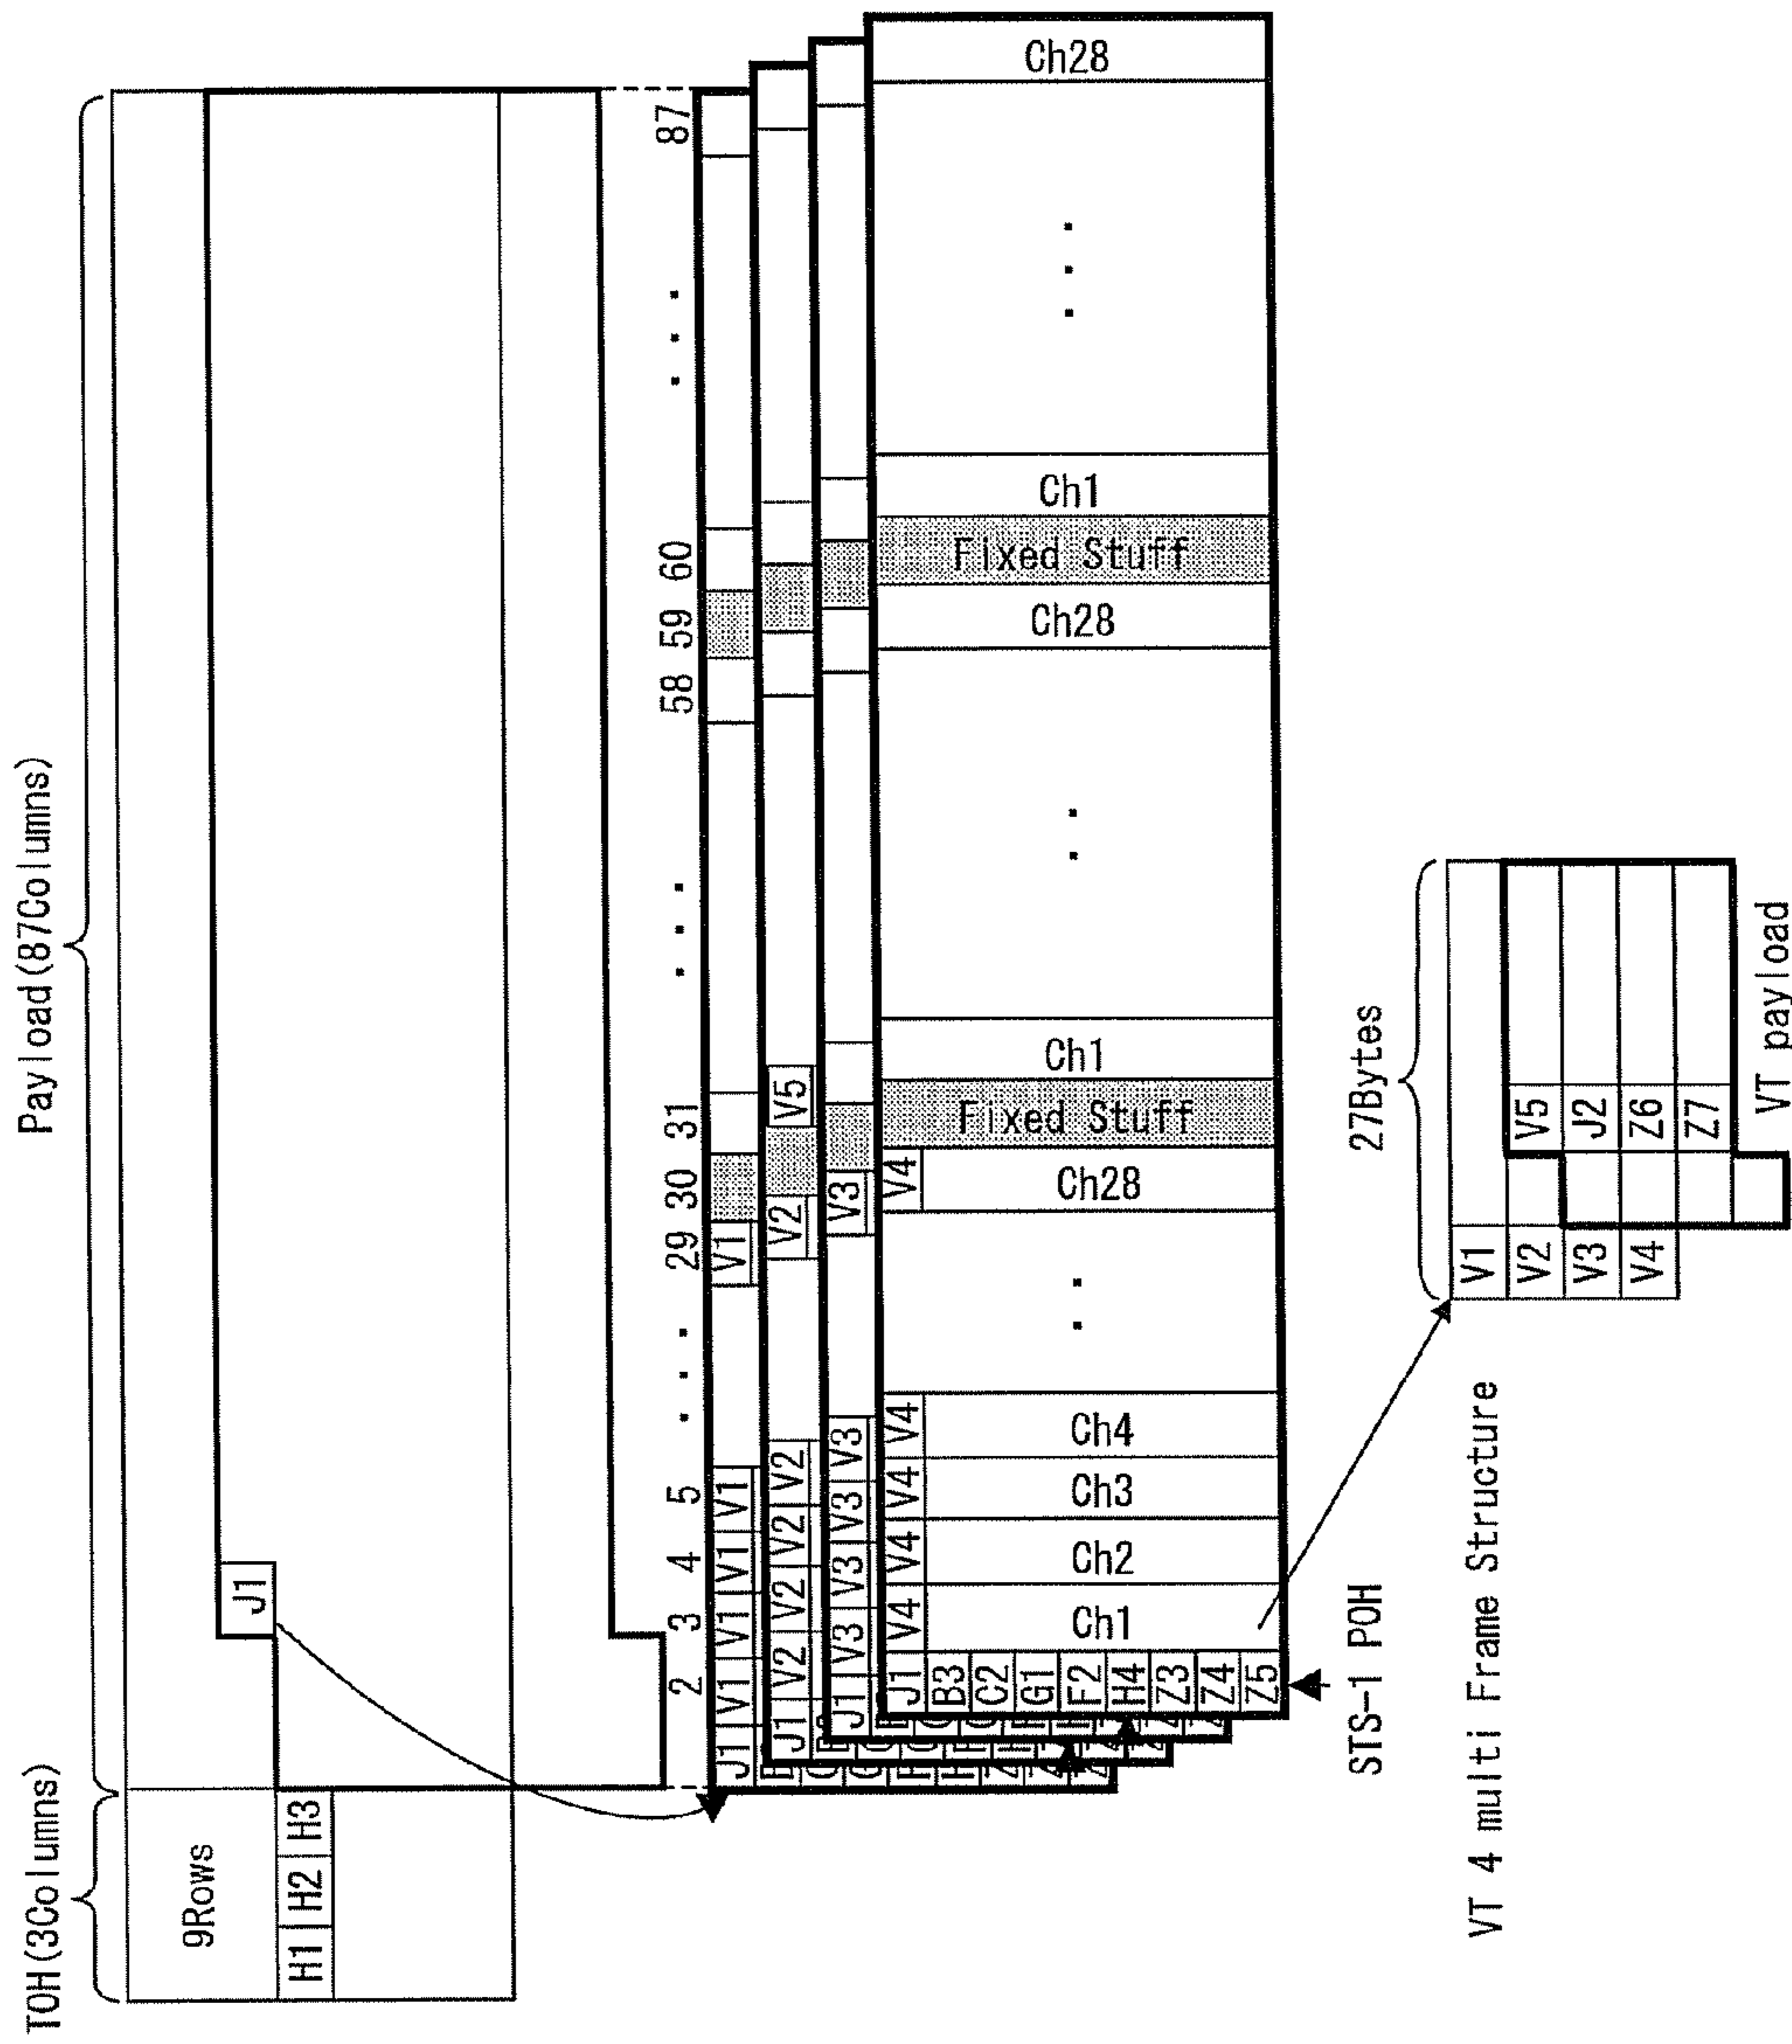 TOH(3Columns)
Payload(87Columns)
9Rows
J1
H1 H2 H3
2 3 4 5 . . . 29 30 31 . . . 58 59 60 . . . 87
J1 V1 V1 V1 V1 V1
J1 V2 V2 V2 V2 V2 V5
J1 V3 V3 V3 V3 V3
J1 V4 V4 V4 V4 V4
B3
C2
G1
F2
H4
Z3
Z4
Z5
Ch1 Ch2 Ch3 Ch4 . . Ch28 Fixed Stuff Ch1 . . Ch28 Fixed Stuff Ch1 . . . Ch28
STS-1 POH
VT 4 multi Frame Structure
27Bytes
V1
V2 V5
V3 J2
V4 Z6
Z7
VT payload